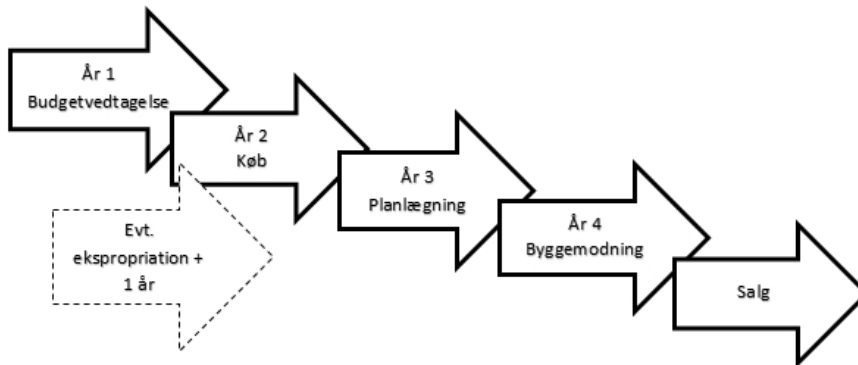 År 1
Budgetvedtagelse
År 2
Køb
År 3
Planlægning
År 4
Byggemodning
Salg
Evt.
ekspropriation +
1 år